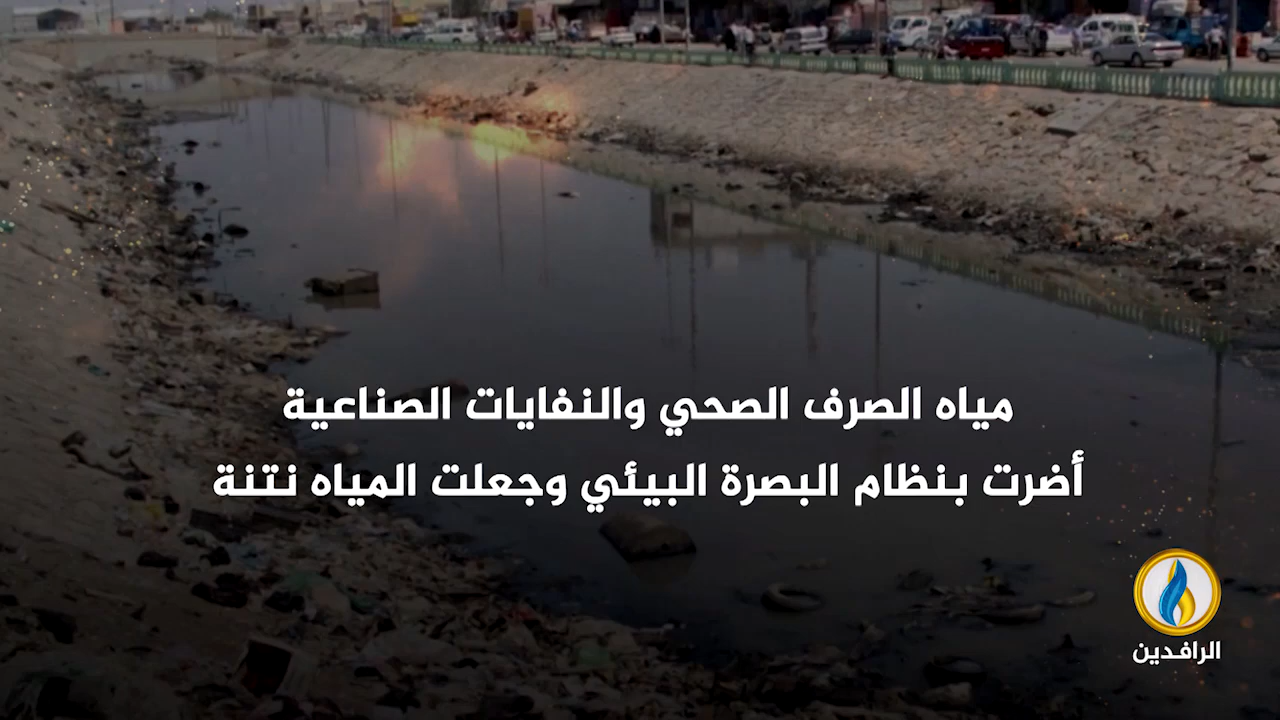 مياه الصرف الصحي والنفايات الصناعية
أضرت بنظام البصرة البيئي وجعلت المياه نتنة
الرافدين